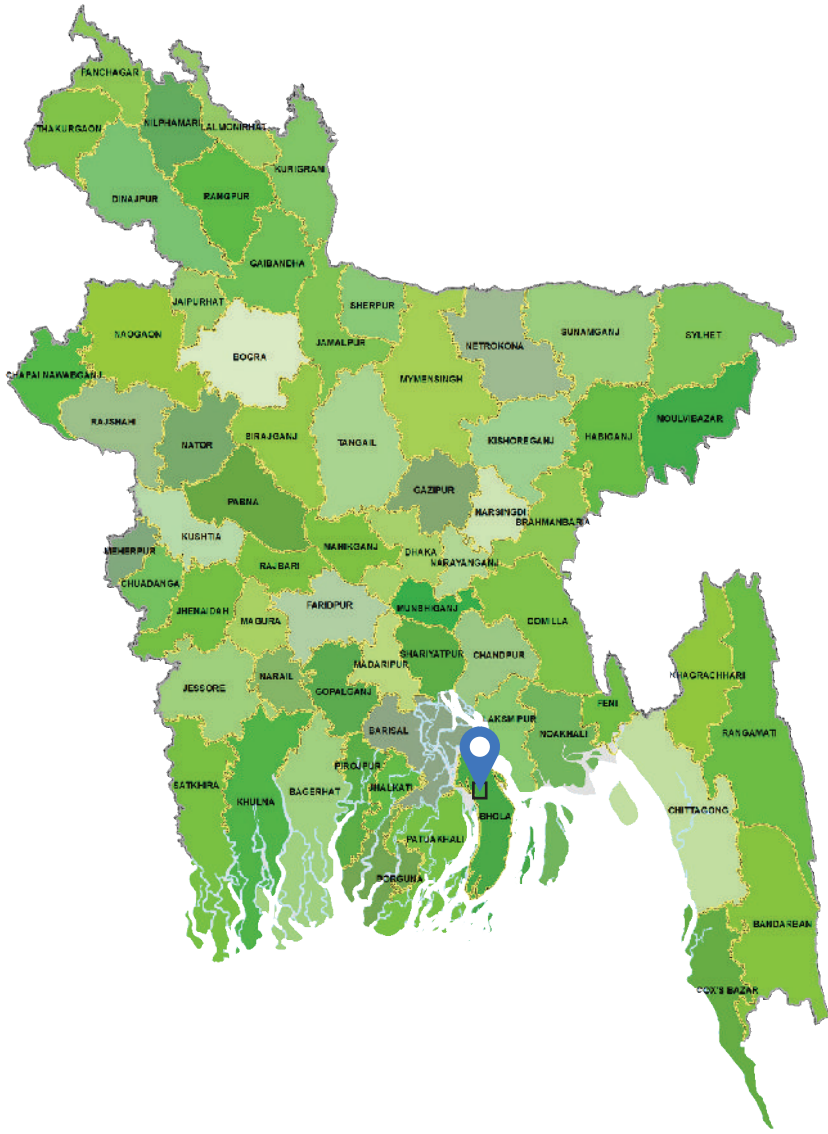 PANCHAGAR
THAKURGAON
NILPHAMARI
LALMONIRHAT
KURIGRAM
DINAJPUR
RANGPUR
GAIBANDHA
JAIPURHAT
SHERPUR
NAOGAON
BOGRA
JAMALPUR
NETROKONA
SUNAMGANJ
SYLHET
CHAPAI NAWABGANJ
MYMENSINGH
RAJSHAHI
NATOR
SIRAJGANJ
TANGAIL
KISHOREGANJ
HABIGANJ
MOULVIBAZAR
PABNA
GAZIPUR
NARSINGDI
BRAHMANBARIA
KUSHTIA
MEHERPUR
MANIKGANJ
DHAKA
NARAYANGANJ
CHUADANGA
RAJBARI
JHENAIDAH
MAGURA
FARIDPUR
MUNSHIGANJ
COMILLA
SHARIYATPUR
CHANDPUR
MADARIPUR
KHAGRACHHARI
JESSORE
NARAIL
GOPALGANJ
FENI
LAKSMIPUR
NOAKHALI
BARISAL
RANGAMATI
PIROJPUR
SATKHIRA
KHULNA
BAGERHAT
JHALKATI
CHITTAGONG
BHOLA
PATUAKHALI
BORGUNA
BANDARBAN
COX'S BAZAR